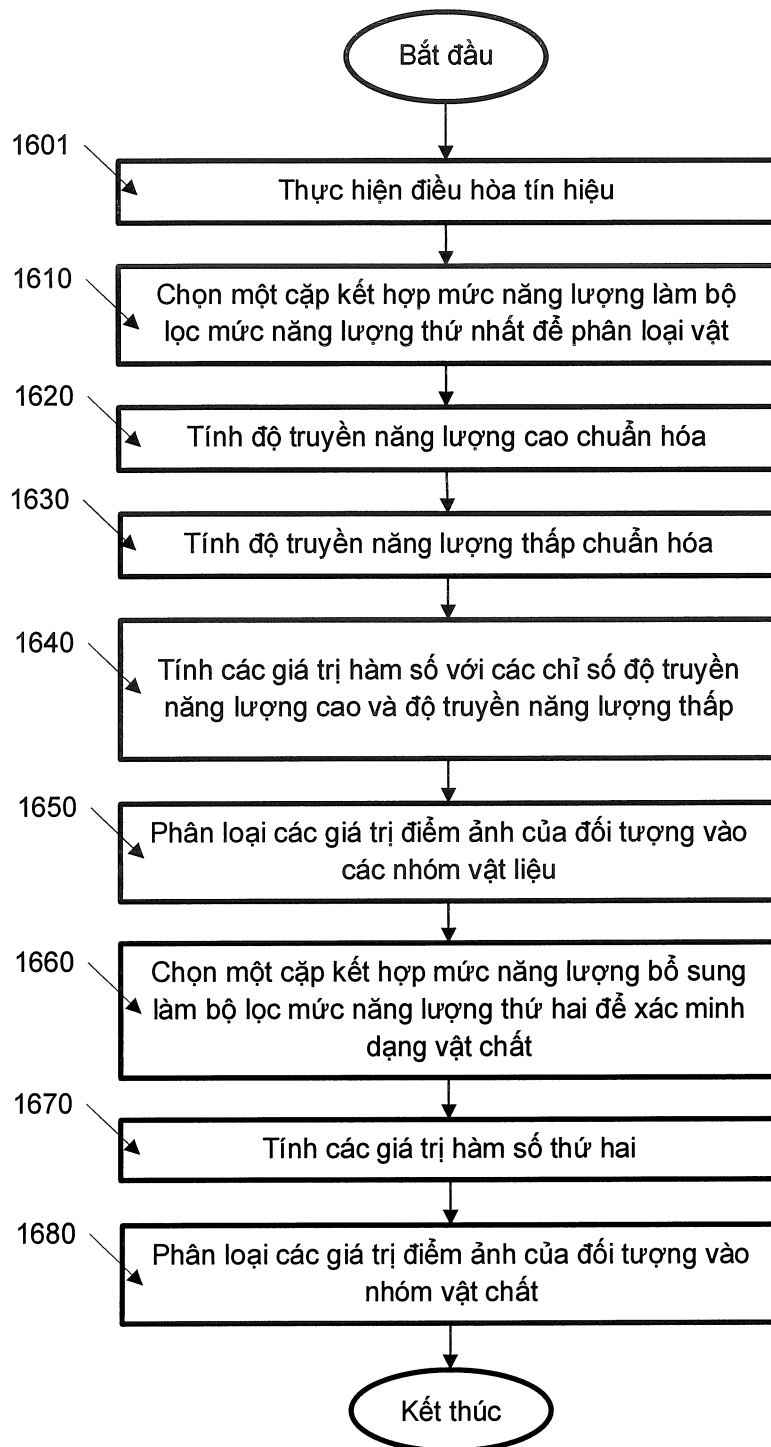 Bắt đầu
1601
Thực hiện điều hòa tín hiệu
1610
Chọn một cặp kết hợp mức năng lượng làm bộ
lọc mức năng lượng thứ nhất để phân loại vật
1620
Tính độ truyền năng lượng cao chuẩn hóa
1630
Tính độ truyền năng lượng thấp chuẩn hóa
1640
Tính các giá trị hàm số với các chỉ số độ truyền
năng lượng cao và độ truyền năng lượng thấp
1650
Phân loại các giá trị điểm ảnh của đối tượng vào
các nhóm vật liệu
1660
Chọn một cặp kết hợp mức năng lượng bổ sung
làm bộ lọc mức năng lượng thứ hai để xác minh
dạng vật chất
1670
Tính các giá trị hàm số thứ hai
1680
Phân loại các giá trị điểm ảnh của đối tượng vào
nhóm vật chất
Kết thúc